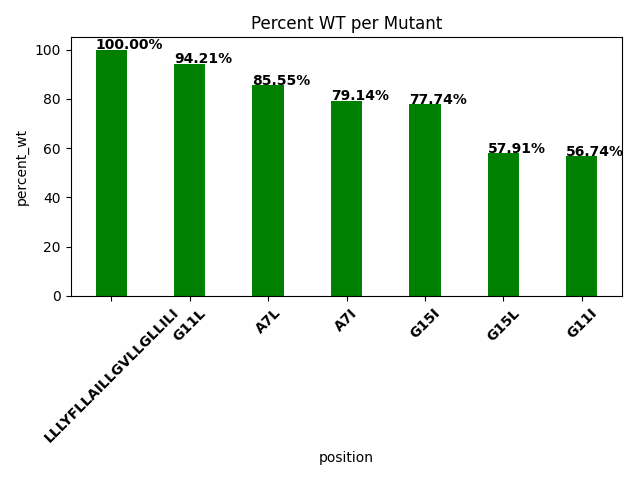 Percent WT per Mutant
percent_wt
100
80
60
40
20
0
100.00%
94.21%
85.55%
79.14%
77.74%
57.91%
56.74%
LLLYFLLAILLGVLLGLLILI
G11L
A7L
A7I
G15I
G15L
G11I
position